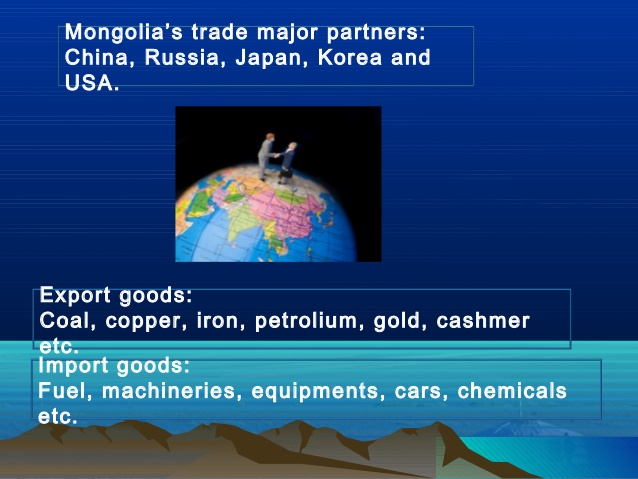 Mongolia’s trade major partners:
China, Russia, Japan, Korea and
USA.
Export goods:
Coal, copper, iron, petrolium, gold, cashmer
etc.
Import goods:
Fuel, machineries, equipments, cars, chemicals
etc.